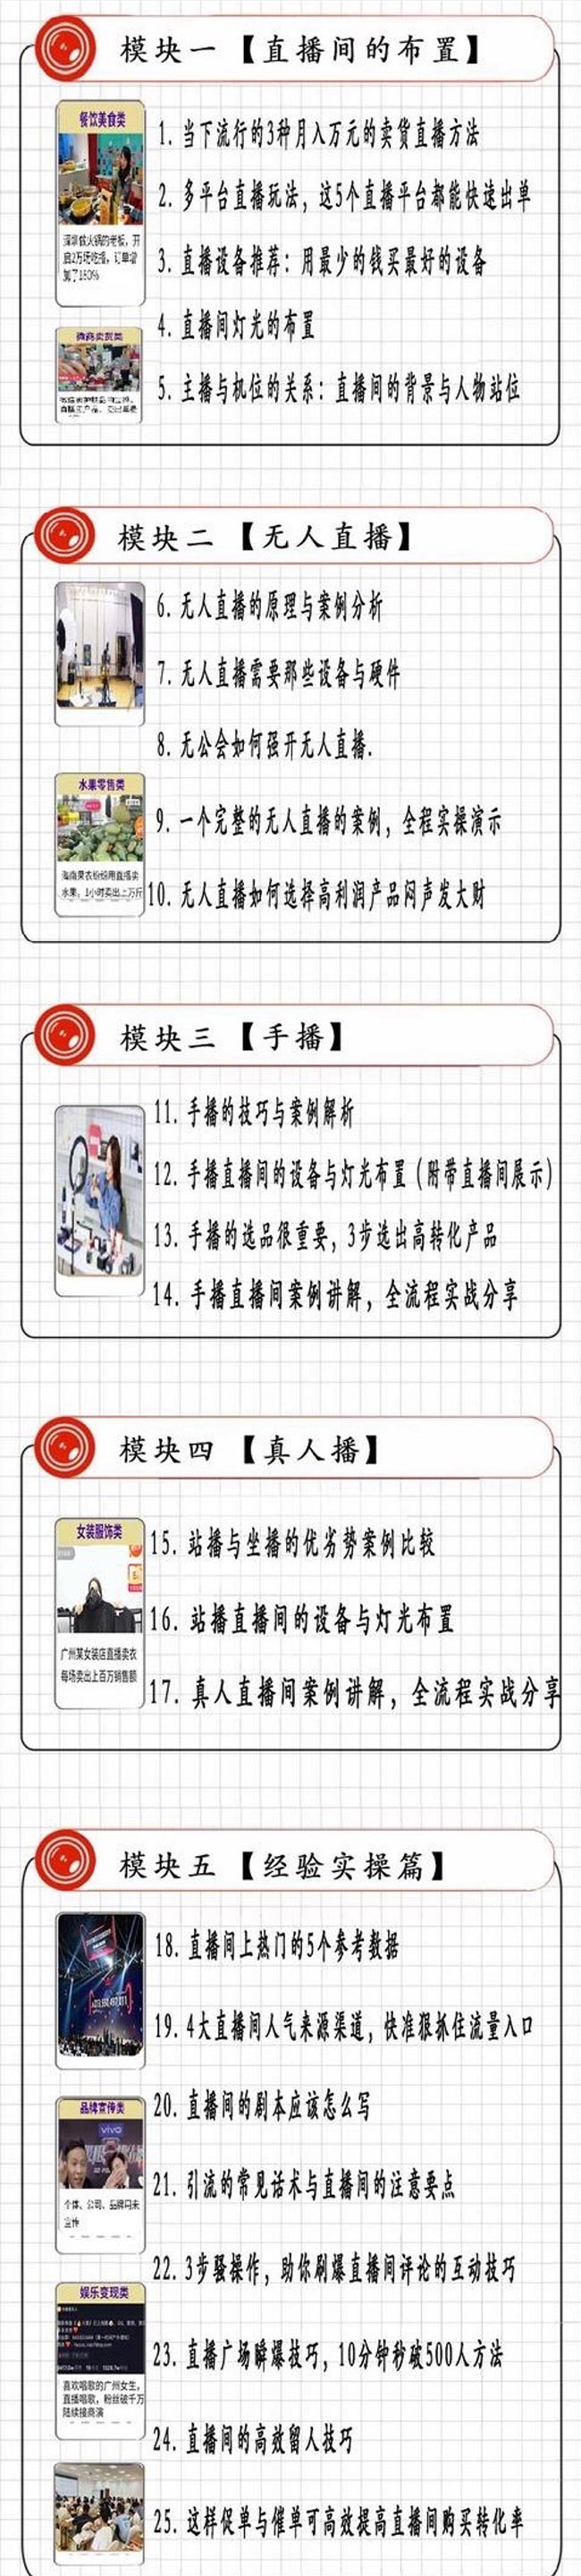 模块一【直播间的布置】
餐饮美食类
深圳做火锅的老板，开
启2万场吃播，订单增
加了180%
微商卖货类
1. 当下流行的3种月入万元的卖货直播方法
2. 多平台直播玩法，这5个直播平台都能快速出单
3. 直播设备推荐：用最少的钱买最好的设备
4. 直播间灯光的布置
5. 主播与机位的关系：直播间的背景与人物站位
模块二【无人直播】
水果零售类
海南果农纷纷用直播卖
水果，1小时卖出上万斤
6. 无人直播的原理与案例分析
7. 无人直播需要那些设备与硬件
8. 无公会如何强开无人直播.
9. 一个完整的无人直播的案例，全程实操演示
10. 无人直播如何选择高利润产品闷声发大财
模块三【手播】
11. 手播的技巧与案例解析
12. 手播直播间的设备与灯光布置（附带直播间展示）
13. 手播的选品很重要，3步选出高转化产品
14. 手播直播间案例讲解，全流程实战分享
模块四【真人播】
女装服饰类
广州某女装店直播卖衣
每场卖出上百万销售额
15. 站播与坐播的优劣势案例比较
16. 站播直播间的设备与灯光布置
17. 真人直播间案例讲解，全流程实战分享
模块五【经验实操篇】
品牌宣传类
vivo
个体、公司、品牌用来
宣传
娱乐变现类
喜欢唱歌的广州女生，
直播唱歌，粉丝破千万
陆续接商演
18. 直播间上热门的5个参考数据
19. 4大直播间人气来源渠道，快准狠抓住流量入口
20. 直播间的剧本应该怎么写
21. 引流的常见话术与直播间的注意要点
22. 3步骚操作，助你刷爆直播间评论的互动技巧
23. 直播广场瞬爆技巧，10分钟秒破500人方法
24. 直播间的高效留人技巧
25. 这样促单与催单可高效提高直播间购买转化率